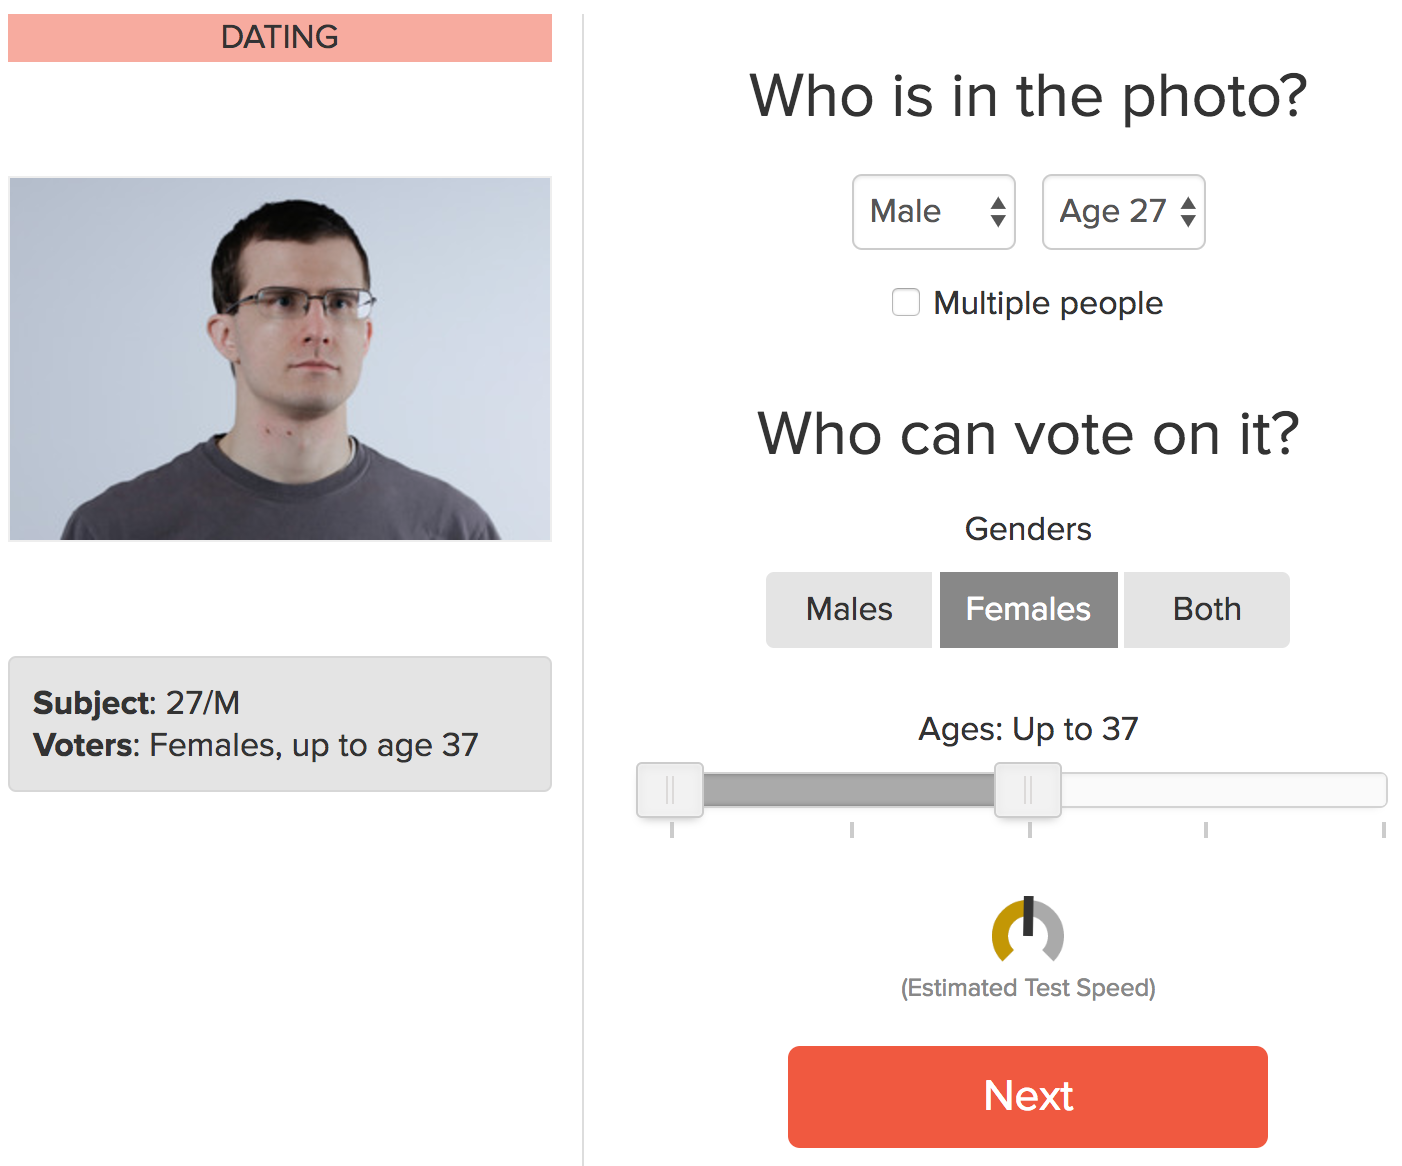 DATING
Subject: 27/M
Voters: Females, up to age 37
Who is in the photo?
Male
Age 27
Multiple people
Who can vote on it?
Genders
Males
Females
Both
Ages: Up to 37
(Estimated Test Speed)
Next